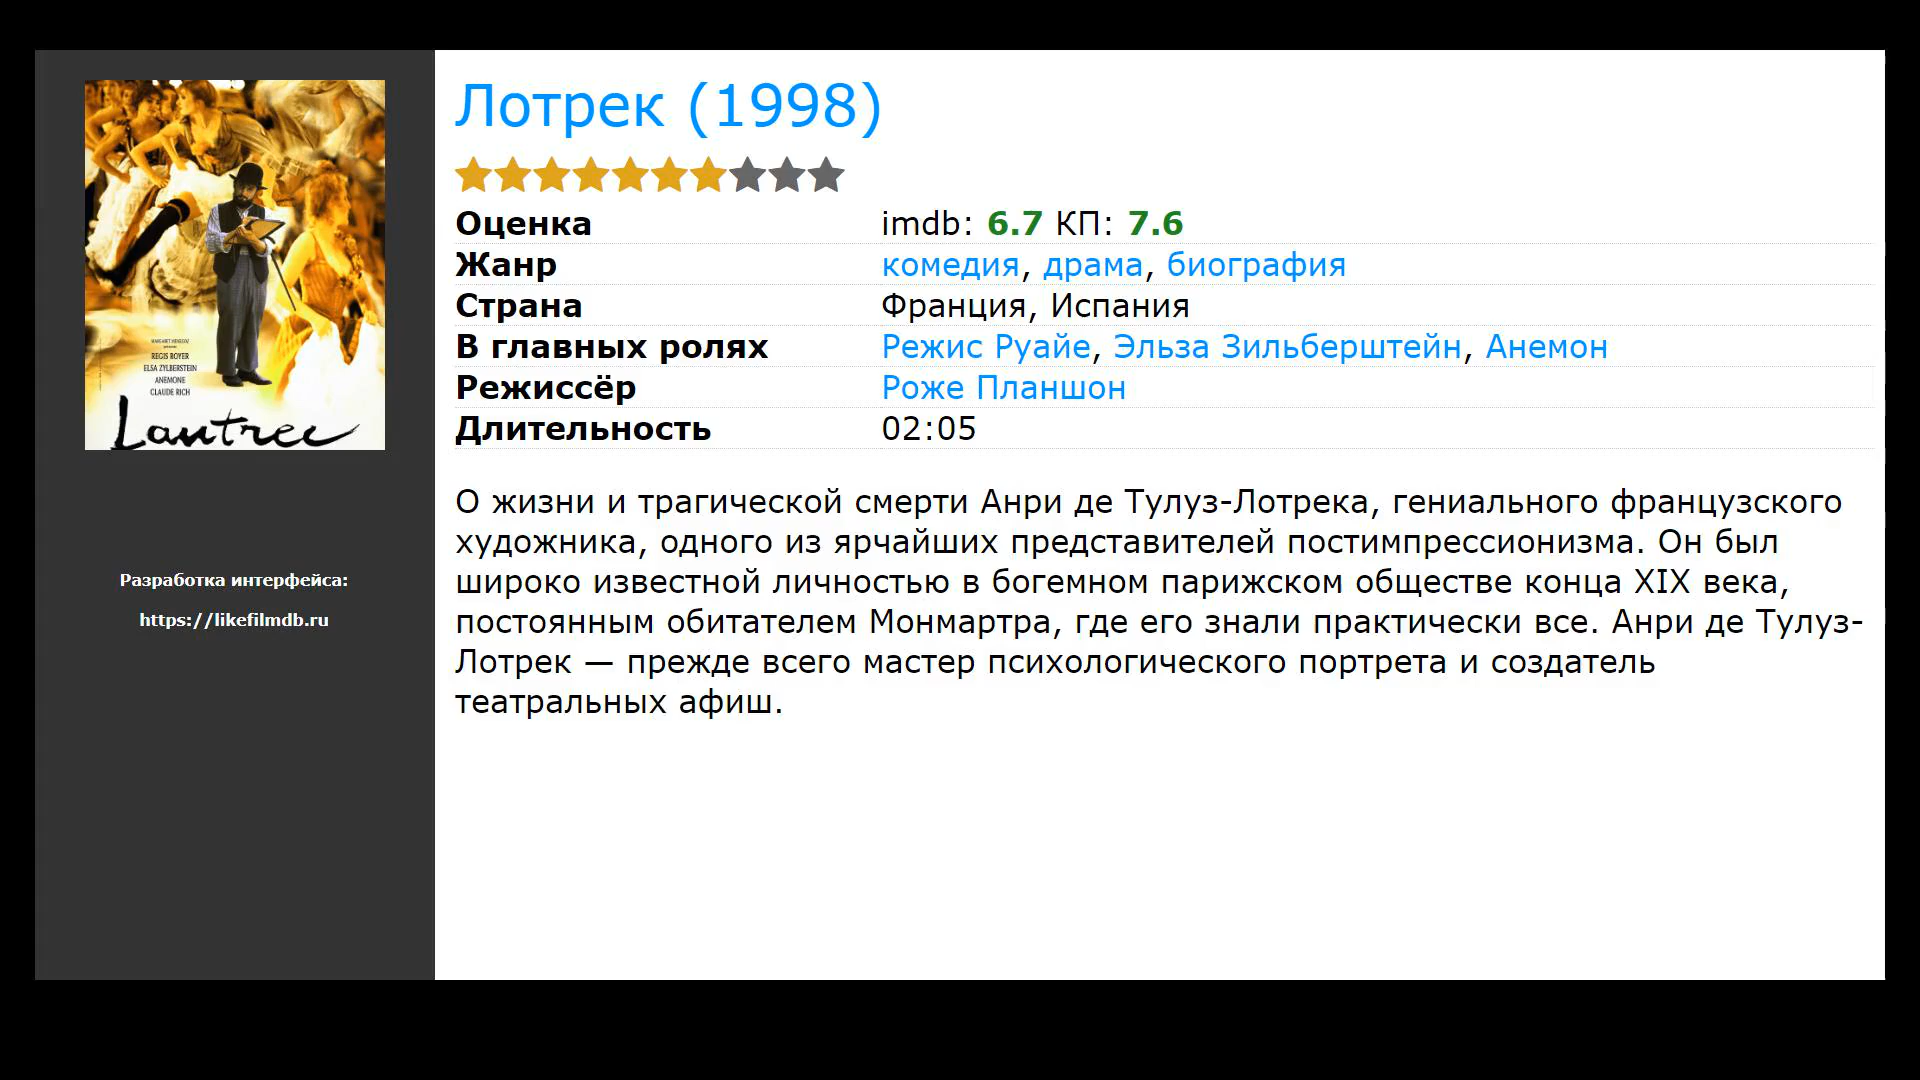 MARGARET MENEGOZ
REGIS ROYER
ELSA ZYLBERSTEIN
ANEMONE
CLAUDE RICH
Lautrec
Разработка интерфейса:
https://likefilmdb.ru
Лотрек (1998)
Оценка imdb: 6.7 КП: 7.6
Жанр комедия, драма, биография
Страна Франция, Испания
В главных ролях Режис Руайе, Эльза Зильберштейн, Анемон
Режиссёр Роже Планшон
Длительность 02:05
О жизни и трагической смерти Анри де Тулуз-Лотрека, гениального французского
художника, одного из ярчайших представителей постимпрессионизма. Он был
широко известной личностью в богемном парижском обществе конца XIX века,
постоянным обитателем Монмартра, где его знали практически все. Анри де Тулуз-
Лотрек — прежде всего мастер психологического портрета и создатель
театральных афиш.